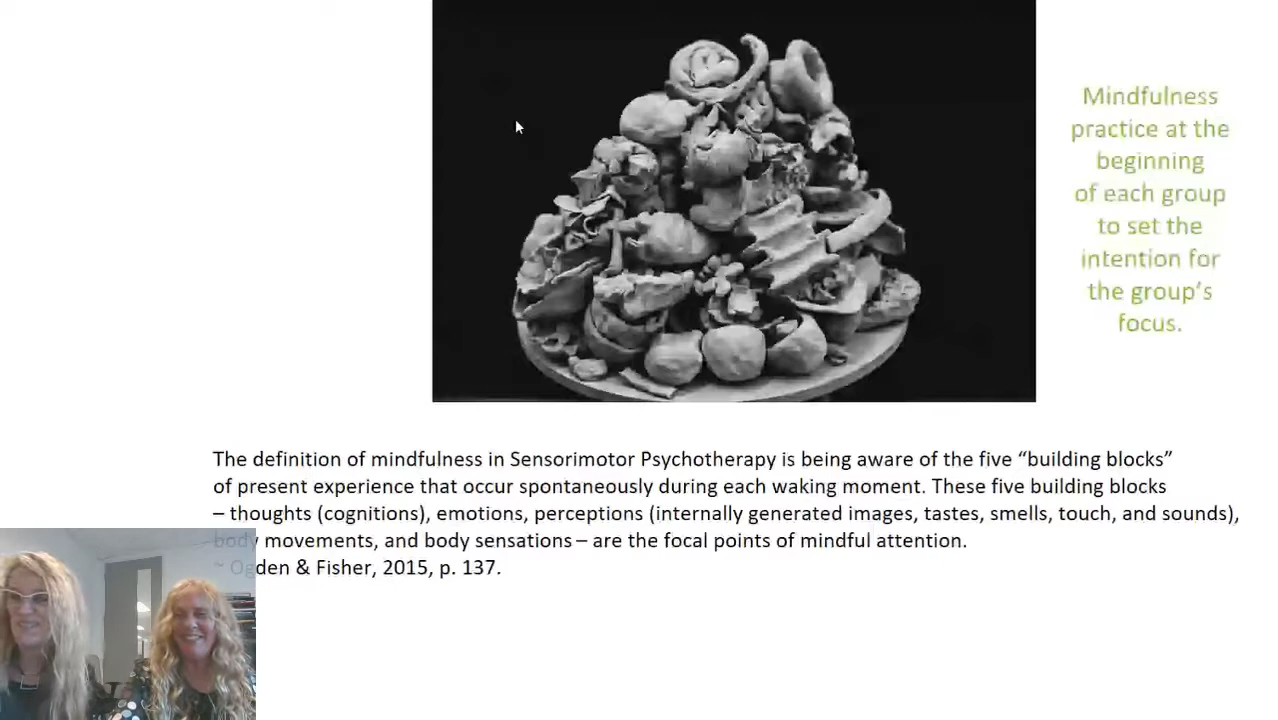 Mindfulness
practice at the
beginning
of each group
to set the
intention for
the group's
focus.
The definition of mindfulness in Sensorimotor Psychotherapy is being aware of the five “building blocks”
of present experience that occur spontaneously during each waking moment. These five building blocks
– thoughts (cognitions), emotions, perceptions (internally generated images, tastes, smells, touch, and sounds),
body movements, and body sensations – are the focal points of mindful attention.
~ Ogden & Fisher, 2015, p. 137.